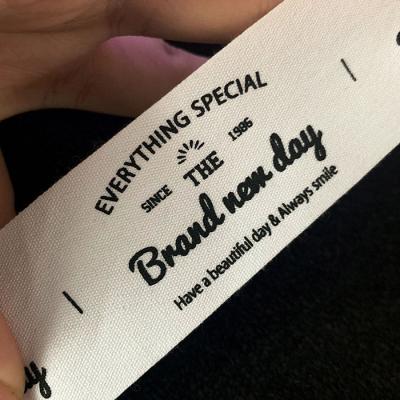 EVERYTHING SPECIAL
SINCE THE 1986
Brand new day
Have a beautiful day & Always smile